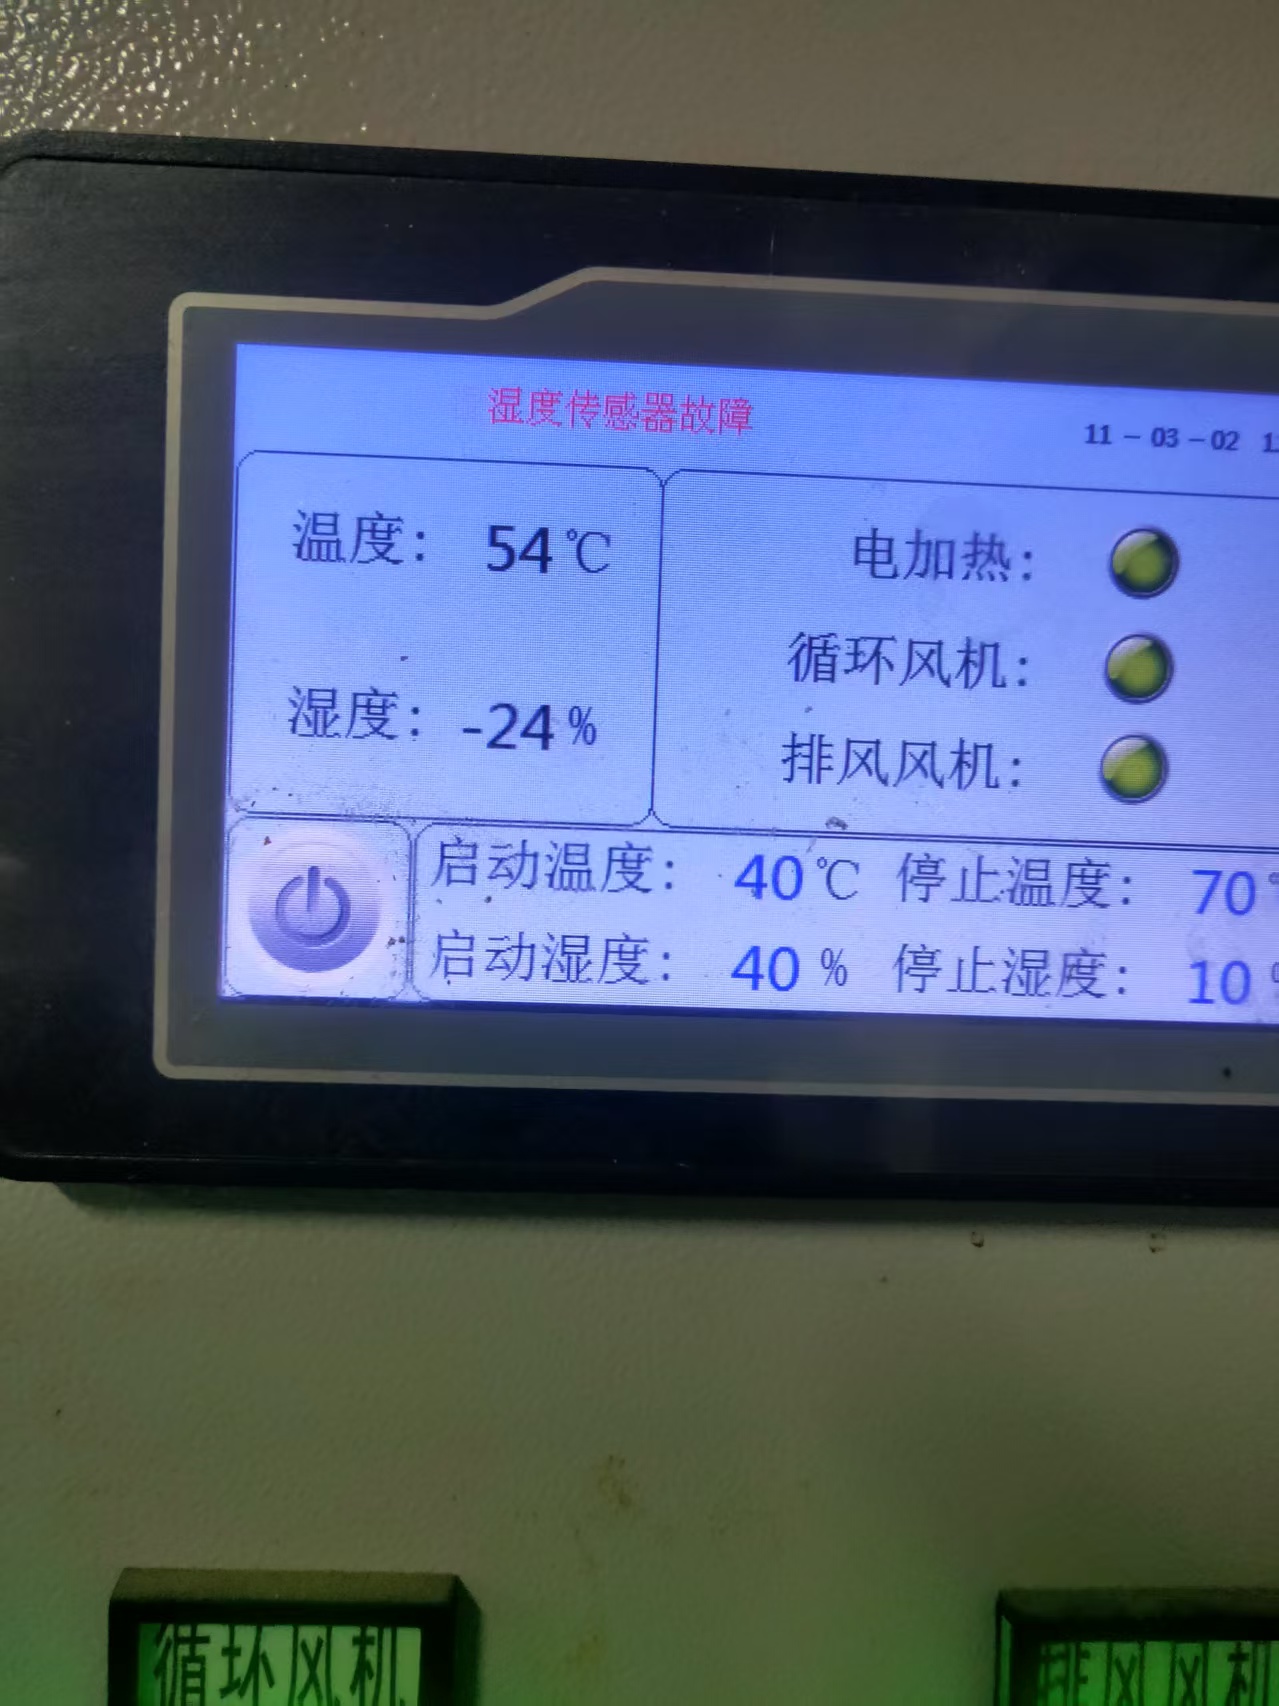 湿度传感器故障
11-03-02
温度: 54℃
湿度: -24%
电加热:
循环风机:
排风风机:
启动温度: 40℃ 停止温度: 70
启动湿度: 40% 停止湿度: 10
循环风机
排风风机